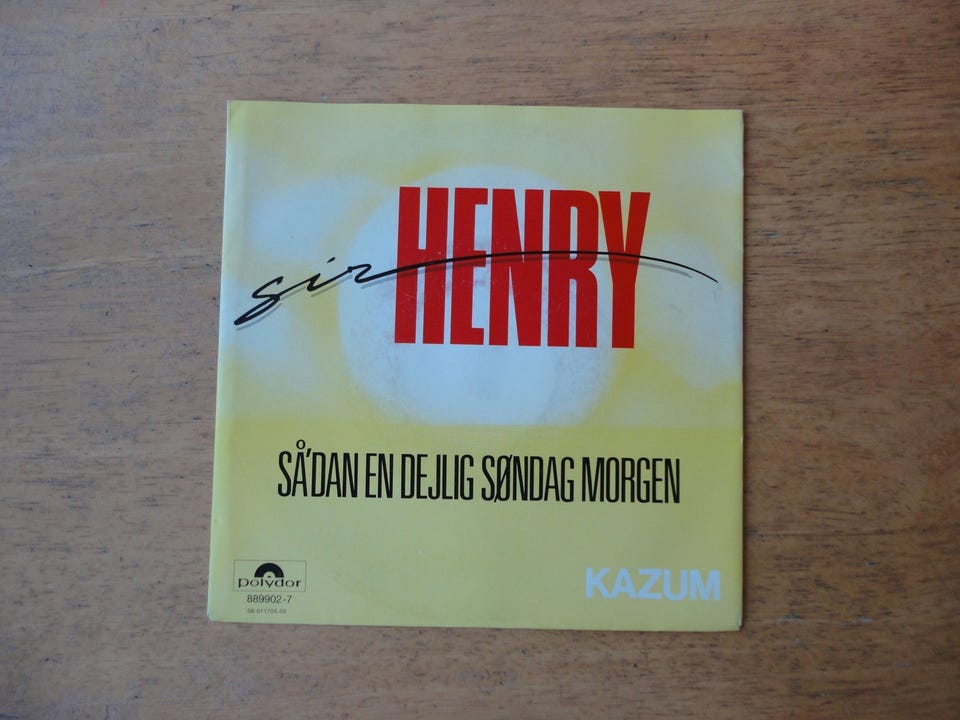 sir HENRY
SÅ'DAN EN DEJLIG SØNDAG MORGEN
polydor
889902-7
KAZUM